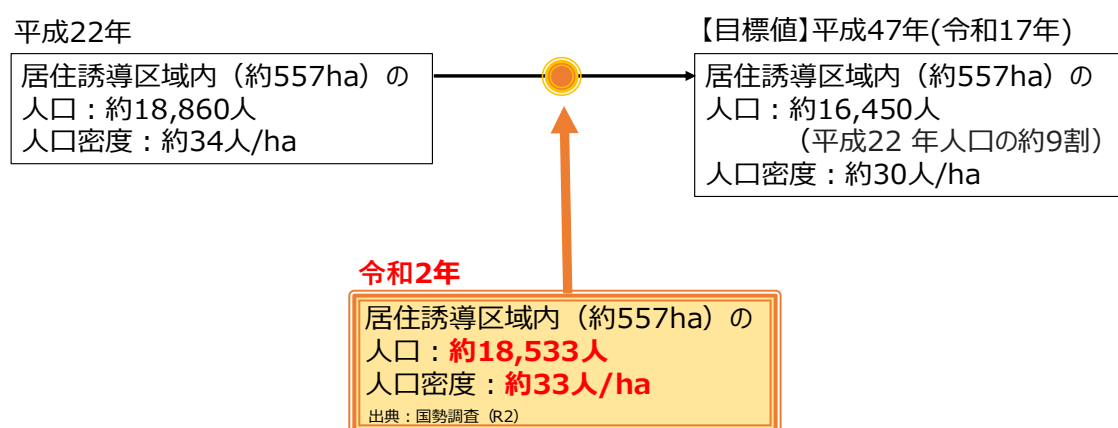 平成22年
居住誘導区域内（約557ha）の
人口：約18,860人
人口密度：約34人/ha
【目標値】平成47年(令和17年)
居住誘導区域内（約557ha）の
人口：約16,450人
（平成22 年人口の約9割）
人口密度：約30人/ha
令和2年
居住誘導区域内（約557ha）の
人口：約18,533人
人口密度：約33人/ha
出典：国勢調査（R2）